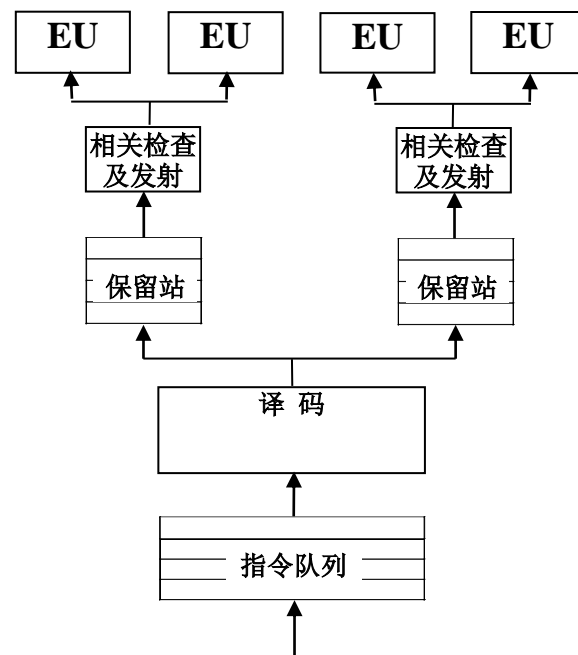 EU EU EU EU
相关检查
及发射
相关检查
及发射
保留站 保留站
译 码
指令队列